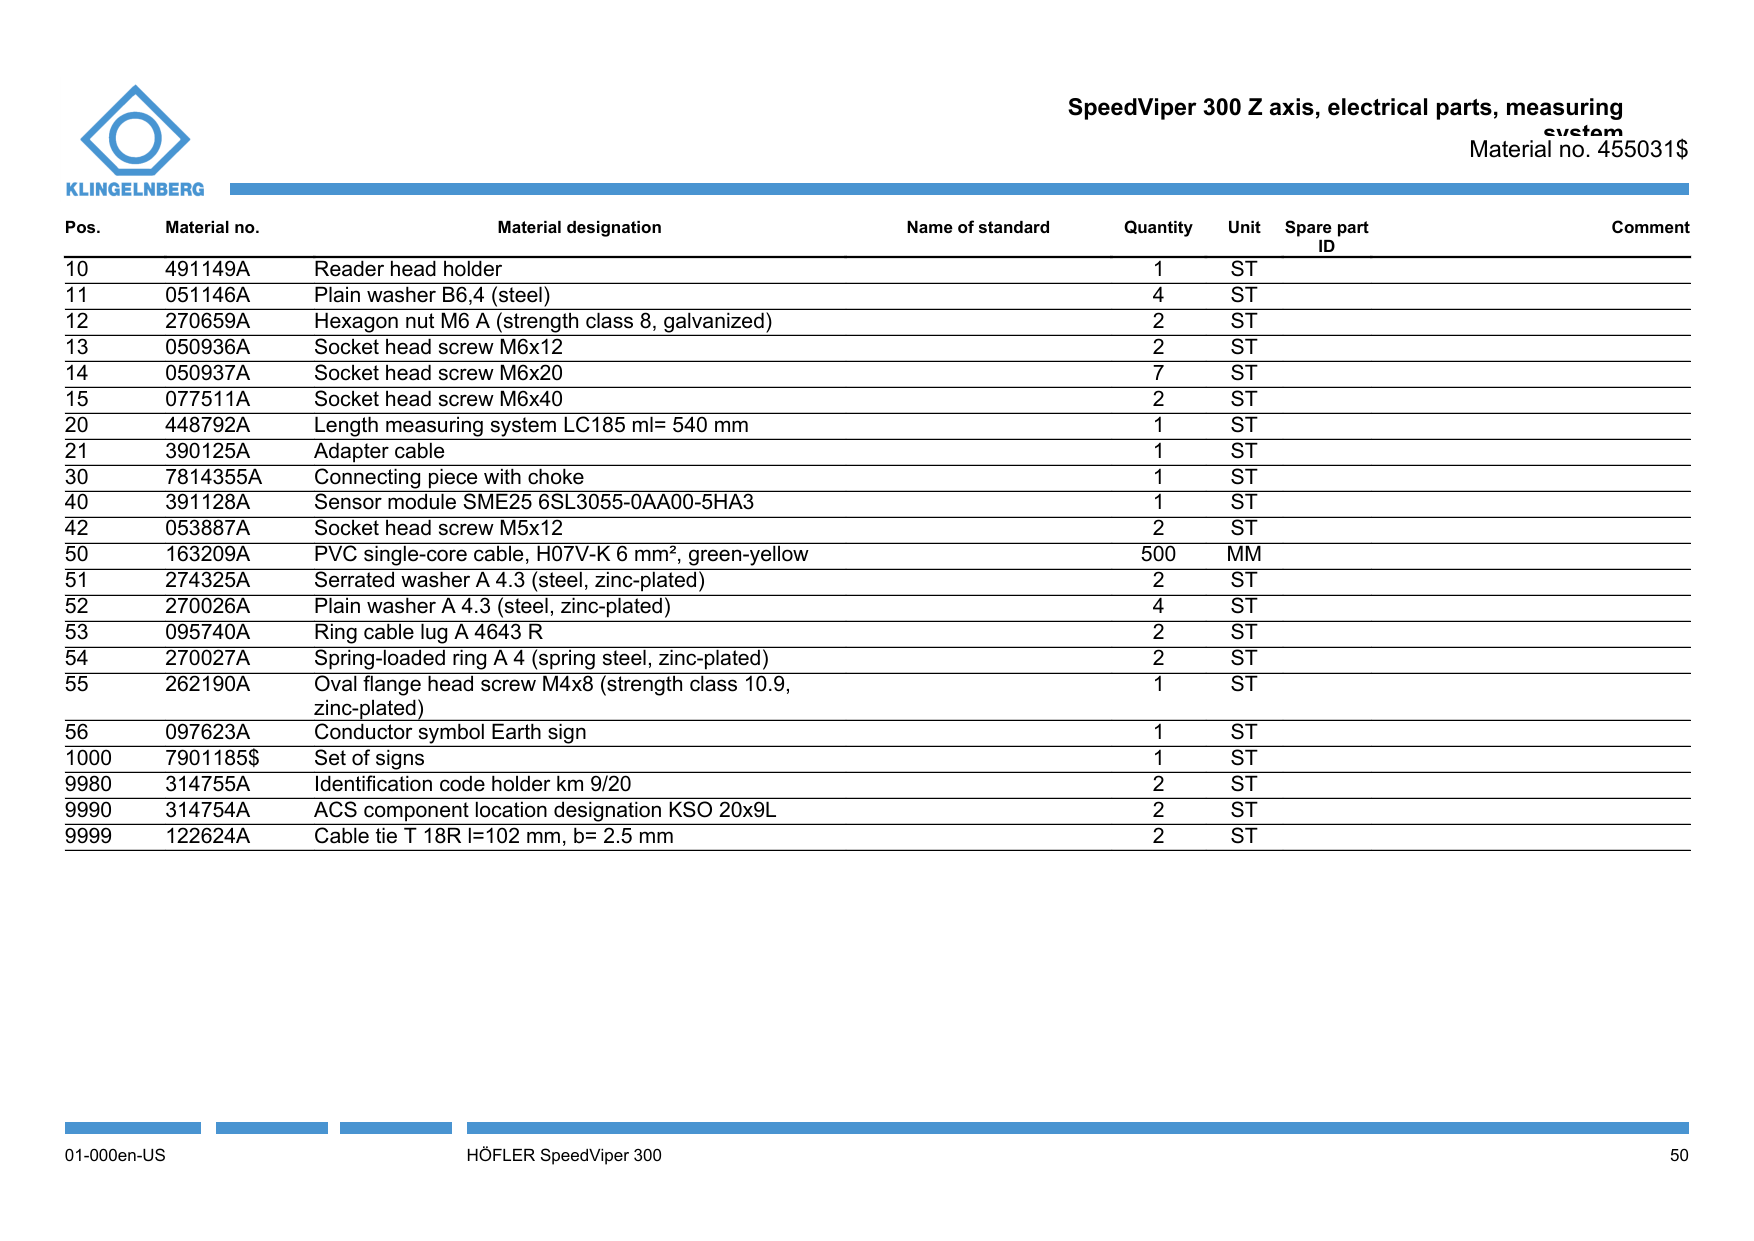 SpeedViper 300 Z axis, electrical parts, measuring
system
Material no. 455031$
KLINGELNBERG
Pos. Material no. Material designation Name of standard Quantity Unit Spare part ID Comment
10 491149A Reader head holder 1 ST
11 051146A Plain washer B6,4 (steel) 4 ST
12 270659A Hexagon nut M6 A (strength class 8, galvanized) 2 ST
13 050936A Socket head screw M6x12 2 ST
14 050937A Socket head screw M6x20 7 ST
15 077511A Socket head screw M6x40 2 ST
20 448792A Length measuring system LC185 ml= 540 mm 1 ST
21 390125A Adapter cable 1 ST
30 7814355A Connecting piece with choke 1 ST
40 391128A Sensor module SME25 6SL3055-0AA00-5HA3 1 ST
42 053887A Socket head screw M5x12 2 ST
50 163209A PVC single-core cable, H07V-K 6 mm², green-yellow 500 MM
51 274325A Serrated washer A 4.3 (steel, zinc-plated) 2 ST
52 270026A Plain washer A 4.3 (steel, zinc-plated) 4 ST
53 095740A Ring cable lug A 4643 R 2 ST
54 270027A Spring-loaded ring A 4 (spring steel, zinc-plated) 2 ST
55 262190A Oval flange head screw M4x8 (strength class 10.9, 1 ST
zinc-plated)
56 097623A Conductor symbol Earth sign 1 ST
1000 7901185$ Set of signs 1 ST
9980 314755A Identification code holder km 9/20 2 ST
9990 314754A ACS component location designation KSO 20x9L 2 ST
9999 122624A Cable tie T 18R l=102 mm, b= 2.5 mm 2 ST
01-000en-US HÖFLER SpeedViper 300 50